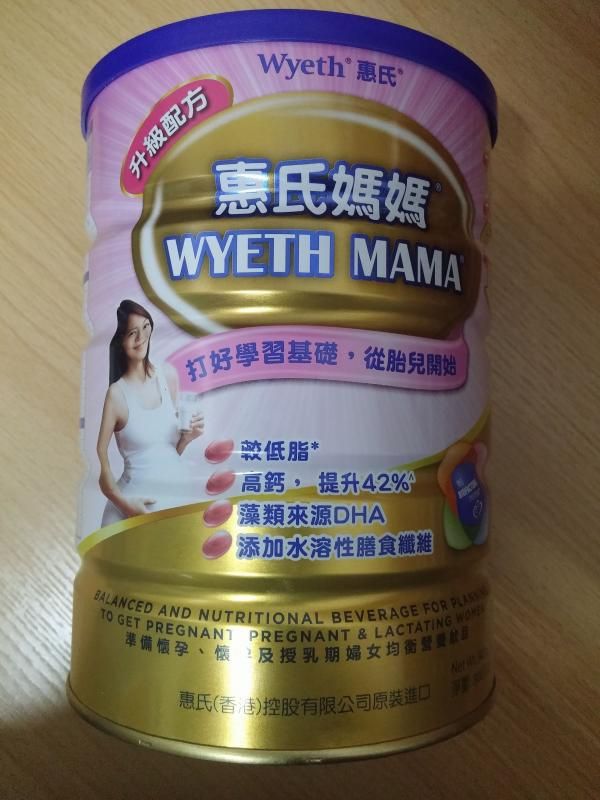 Wyeth® 惠氏®
升級配方
惠氏媽媽®
WYETH MAMA®
打好學習基礎，從胎兒開始
較低脂*
高鈣， 提升42%^
藻類來源DHA
添加水溶性膳食纖維
BALANCED AND NUTRITIONAL BEVERAGE FOR
TO GET PREGNANT PREGNANT & LACTATING
準備懷孕、懷孕及授乳期婦女均衡營養飲品
Net
淨重
惠氏(香港)控股有限公司原裝進口